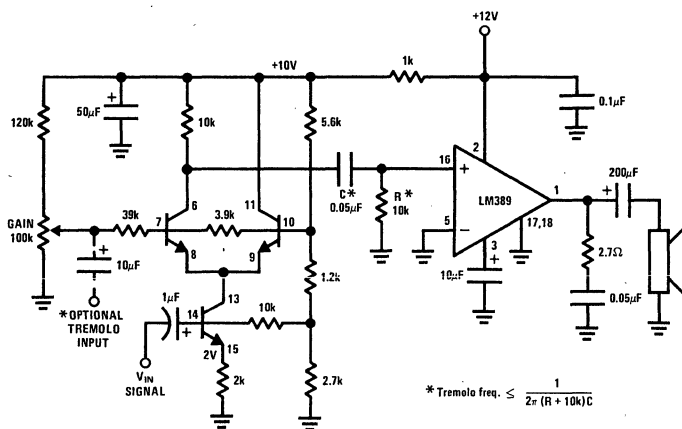 +12V
+10V
1k
120k
50µF
10k
5.6k
0.1µF
2
16
+
LM389
1
200µF
+
C*
0.05µF
R*
10k
5
−
17,18
3
+
10µF
2.7Ω
0.05µF
GAIN
100k
39k
7
6
3.9k
11
10
8
9
+
10µF
*OPTIONAL
TREMOLO
INPUT
1.2k
1µF
+
14
13
10k
15
2V
2k
2.7k
VIN
SIGNAL
+
* Tremolo freq. ≤ 1
2π (R + 10k)C